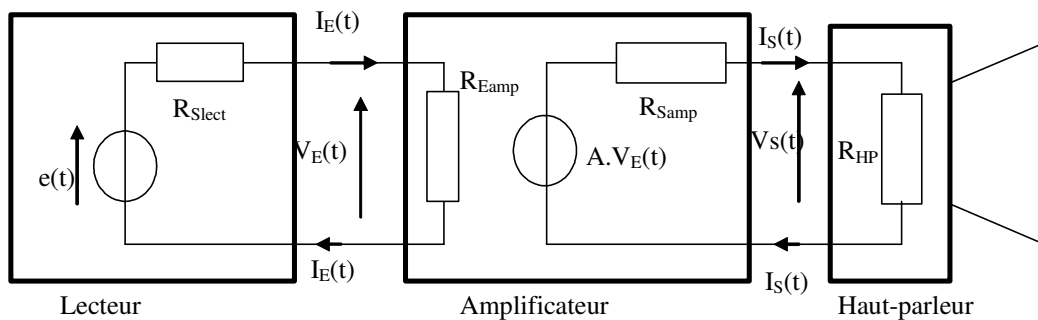 I_E(t)
I_S(t)
R_Slect
R_Eamp
R_Samp
e(t)
V_E(t)
A.V_E(t)
V_S(t)
R_HP
I_E(t)
I_S(t)
Lecteur
Amplificateur
Haut-parleur